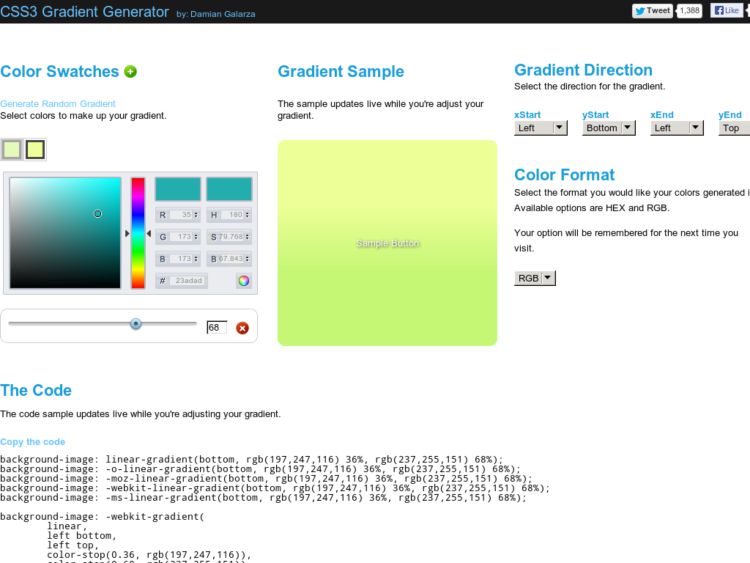 CSS3 Gradient Generator by: Damian Galarza
Tweet 1,388 Like
Color Swatches
Generate Random Gradient
Select colors to make up your gradient.
R 35 H 180
G 173 S 79.768
B 173 B 67.843
# 23adad
68
Gradient Sample
The sample updates live while you're adjust your
gradient.
Sample Button
Gradient Direction
Select the direction for the gradient.
xStart yStart xEnd yEnd
Left Bottom Left Top
Color Format
Select the format you would like your colors generated i
Available options are HEX and RGB.
Your option will be remembered for the next time you
visit.
RGB
The Code
The code sample updates live while you're adjusting your gradient.
Copy the code
background-image: linear-gradient(bottom, rgb(197,247,116) 36%, rgb(237,255,151) 68%);
background-image: -o-linear-gradient(bottom, rgb(197,247,116) 36%, rgb(237,255,151) 68%);
background-image: -moz-linear-gradient(bottom, rgb(197,247,116) 36%, rgb(237,255,151) 68%);
background-image: -webkit-linear-gradient(bottom, rgb(197,247,116) 36%, rgb(237,255,151) 68%);
background-image: -ms-linear-gradient(bottom, rgb(197,247,116) 36%, rgb(237,255,151) 68%);
background-image: -webkit-gradient(
linear,
left bottom,
left top,
color-stop(0.36, rgb(197,247,116)),